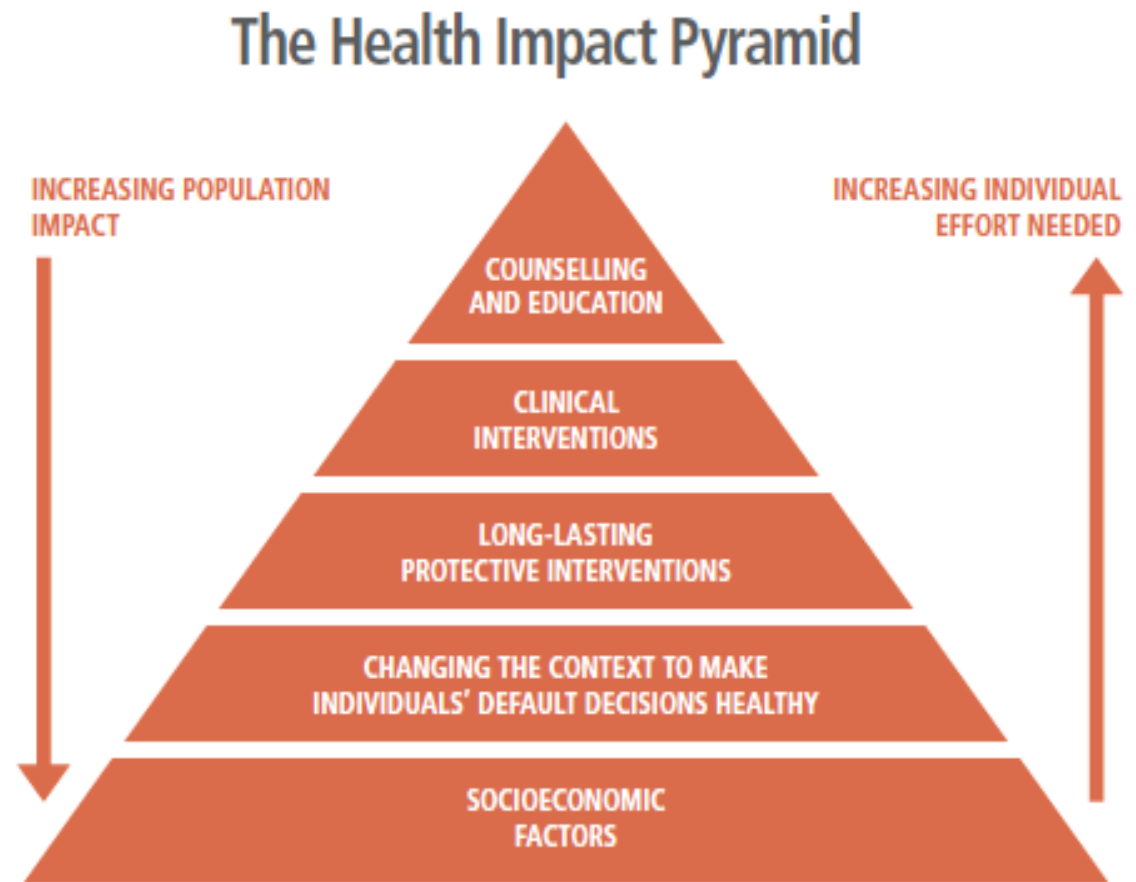 The Health Impact Pyramid
INCREASING POPULATION
IMPACT
INCREASING INDIVIDUAL
EFFORT NEEDED
COUNSELLING
AND EDUCATION
CLINICAL
INTERVENTIONS
LONG-LASTING
PROTECTIVE INTERVENTIONS
CHANGING THE CONTEXT TO MAKE
INDIVIDUALS' DEFAULT DECISIONS HEALTHY
SOCIOECONOMIC
FACTORS